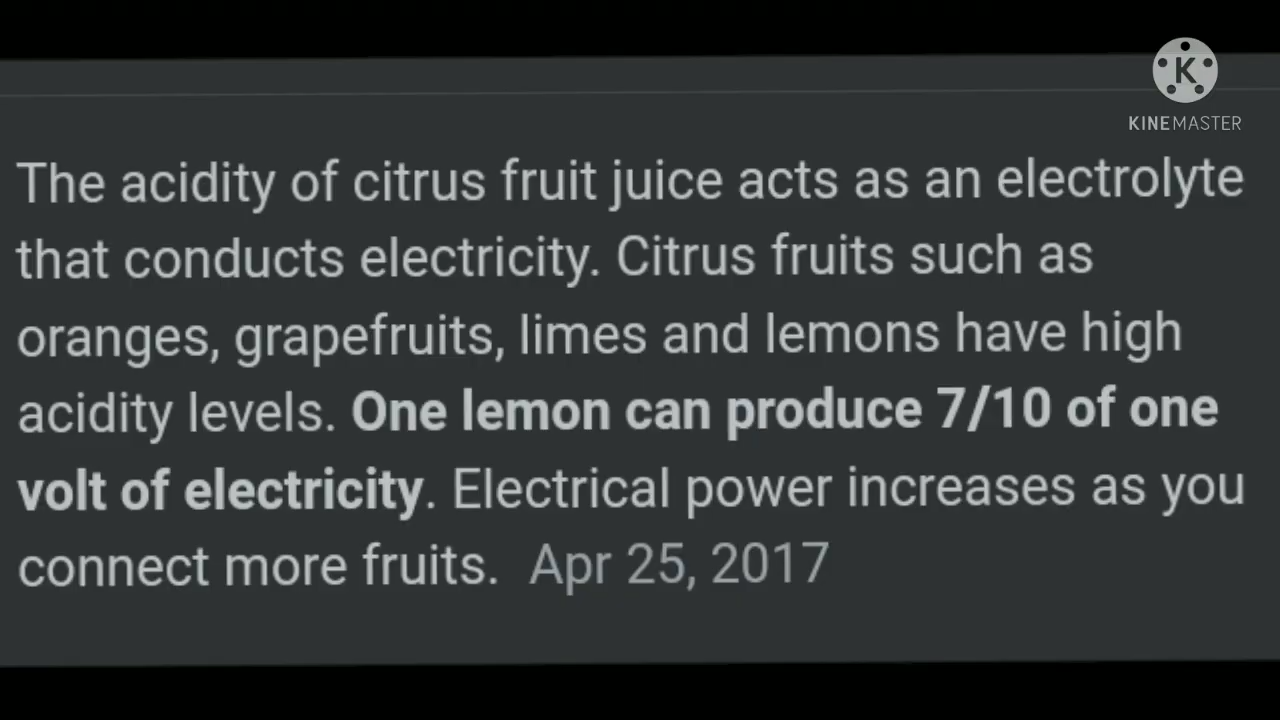 K
KINEMASTER
The acidity of citrus fruit juice acts as an electrolyte
that conducts electricity. Citrus fruits such as
oranges, grapefruits, limes and lemons have high
acidity levels. One lemon can produce 7/10 of one
volt of electricity. Electrical power increases as you
connect more fruits. Apr 25, 2017